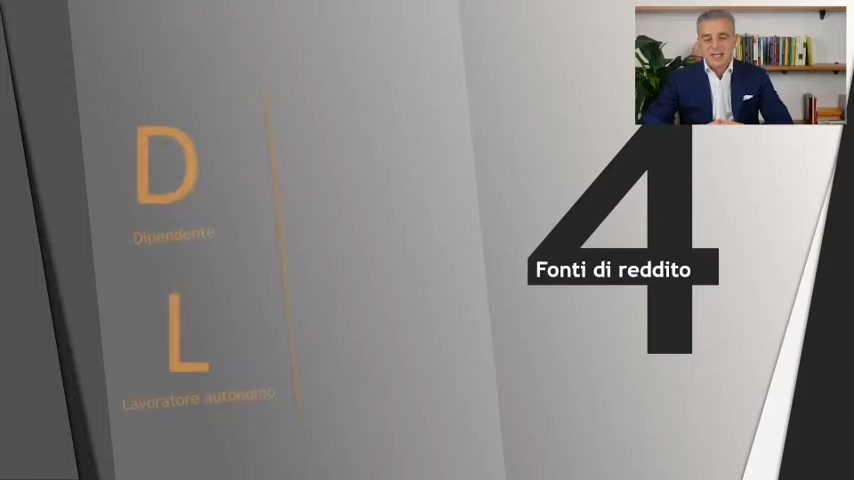 D
Dipendente
L
Lavoratore autonomo
4
Fonti di reddito